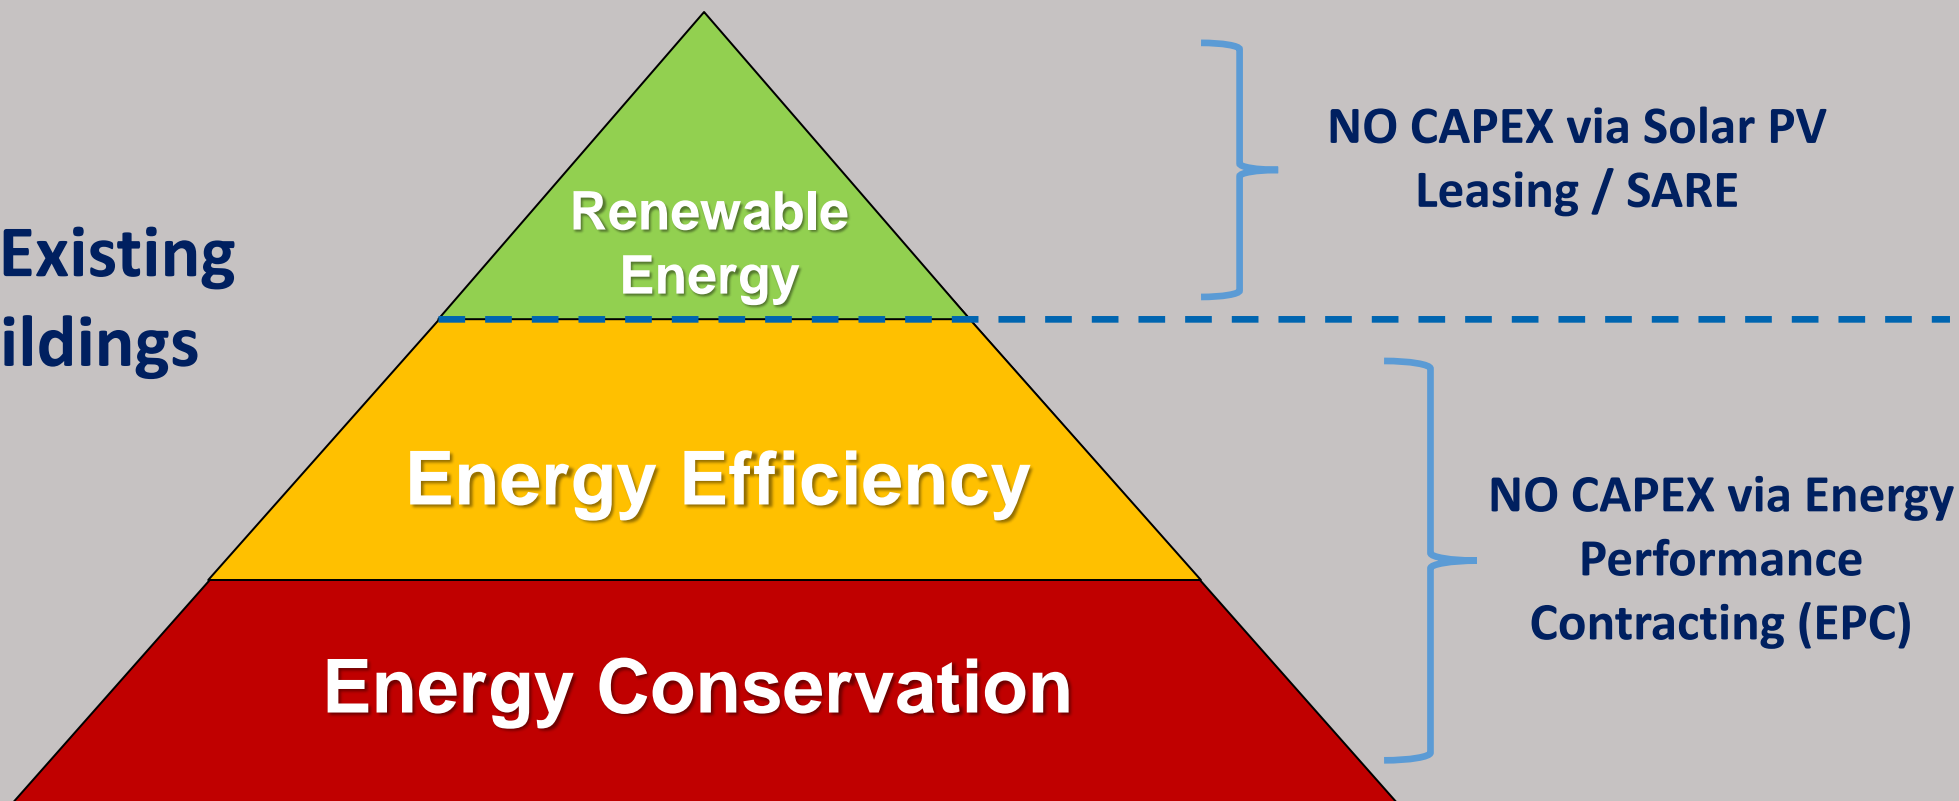 Existing
ildings
Renewable
Energy
Energy Efficiency
Energy Conservation
NO CAPEX via Solar PV
Leasing / SARE
NO CAPEX via Energy
Performance
Contracting (EPC)